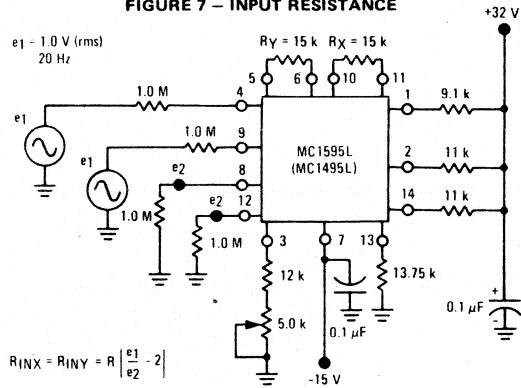 FIGURE 7 – INPUT RESISTANCE
+32 V
e1 = 1.0 V (rms)
20 Hz
RY = 15 k
RX = 15 k
5
6
10
11
1.0 M
4
1
9.1 k
e1
1.0 M
9
MC1595L
(MC1495L)
2
11 k
e1
e2
8
14
11 k
1.0 M
e2
12
1.0 M
3
7
13
12 k
13.75 k
5.0 k
0.1 μF
+
0.1 μF
-
RINX = RINY = R |e1/e2 - 2|
-15 V